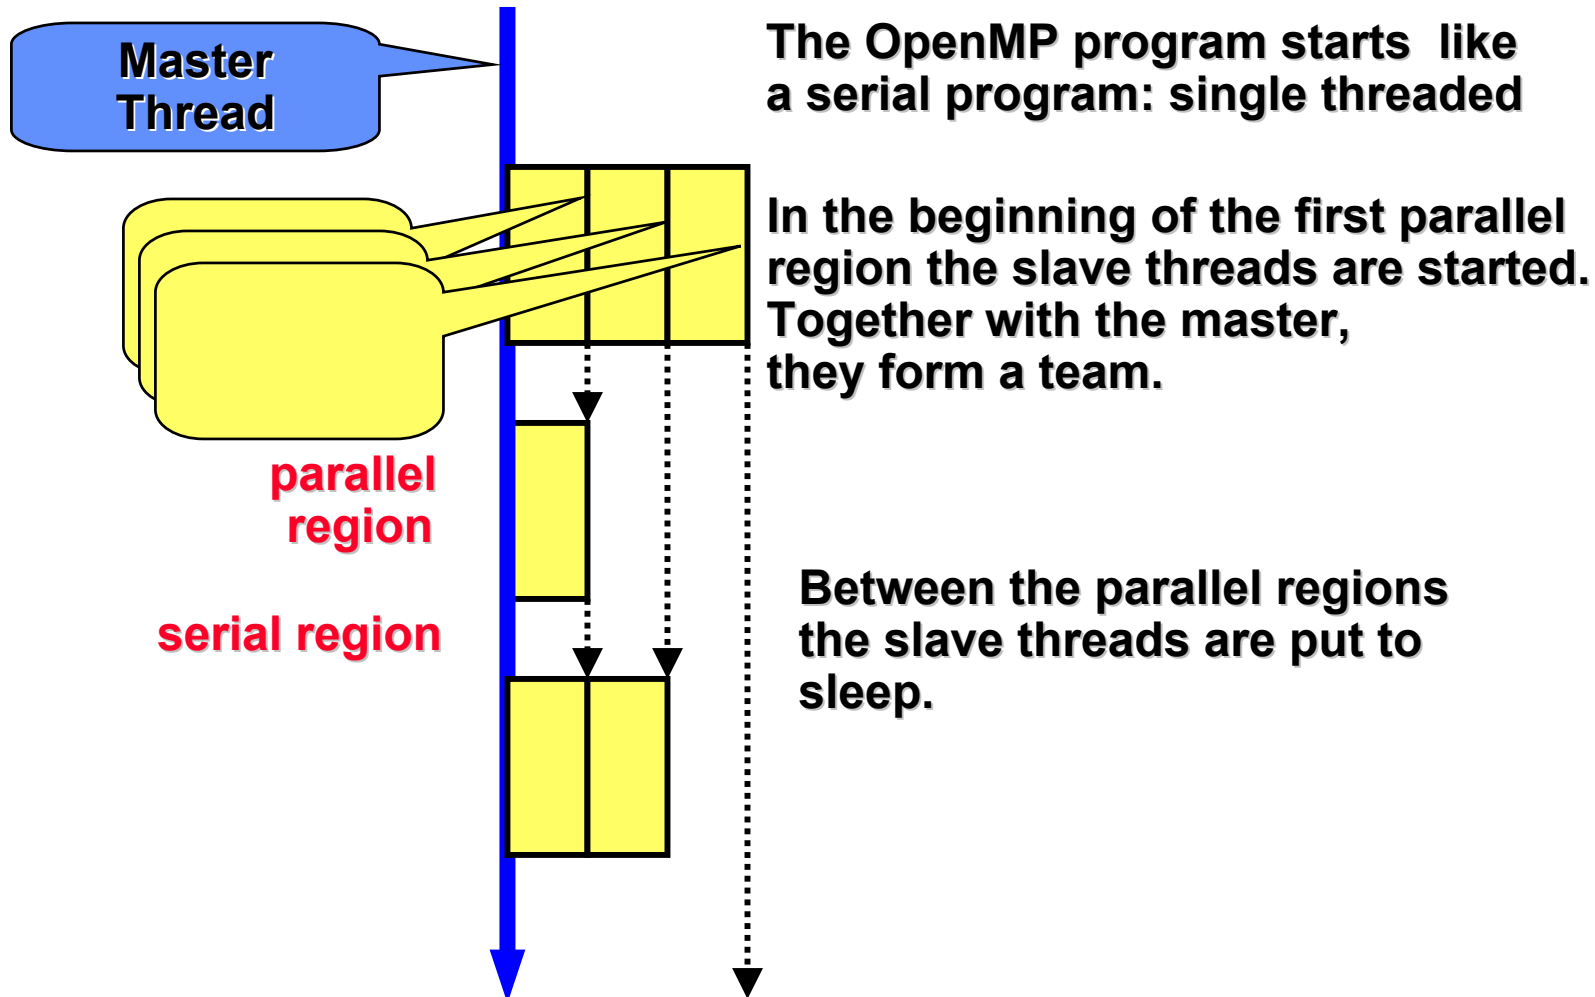 Master
Thread
The OpenMP program starts like
a serial program: single threaded
In the beginning of the first parallel
region the slave threads are started.
Together with the master,
they form a team.
parallel
region
serial region
Between the parallel regions
the slave threads are put to
sleep.